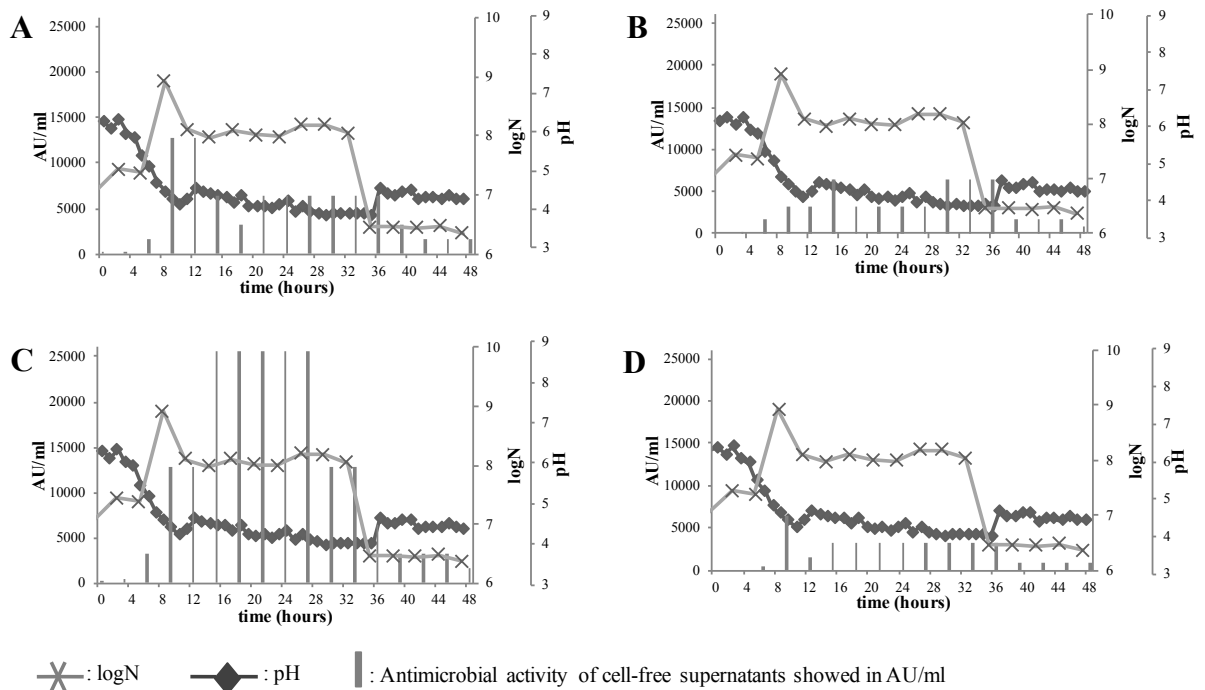 A
25000
20000
15000
10000
5000
0
AU/ml
0 4 8 12 16 20 24 28 32 36 40 44 48
time (hours)
10
9
8
7
6
logN
9
8
7
6
5
4
3
pH
B
25000
20000
15000
10000
5000
0
AU/ml
0 4 8 12 16 20 24 28 32 36 40 44 48
time (hours)
10
9
8
7
6
logN
9
8
7
6
5
4
3
pH
C
25000
20000
15000
10000
5000
0
AU/ml
0 4 8 12 16 20 24 28 32 36 40 44 48
time (hours)
10
9
8
7
6
logN
9
8
7
6
5
4
3
pH
D
25000
20000
15000
10000
5000
0
AU/ml
0 4 8 12 16 20 24 28 32 36 40 44 48
time (hours)
10
9
8
7
6
logN
9
8
7
6
5
4
3
pH
: logN : pH : Antimicrobial activity of cell-free supernatants showed in AU/ml